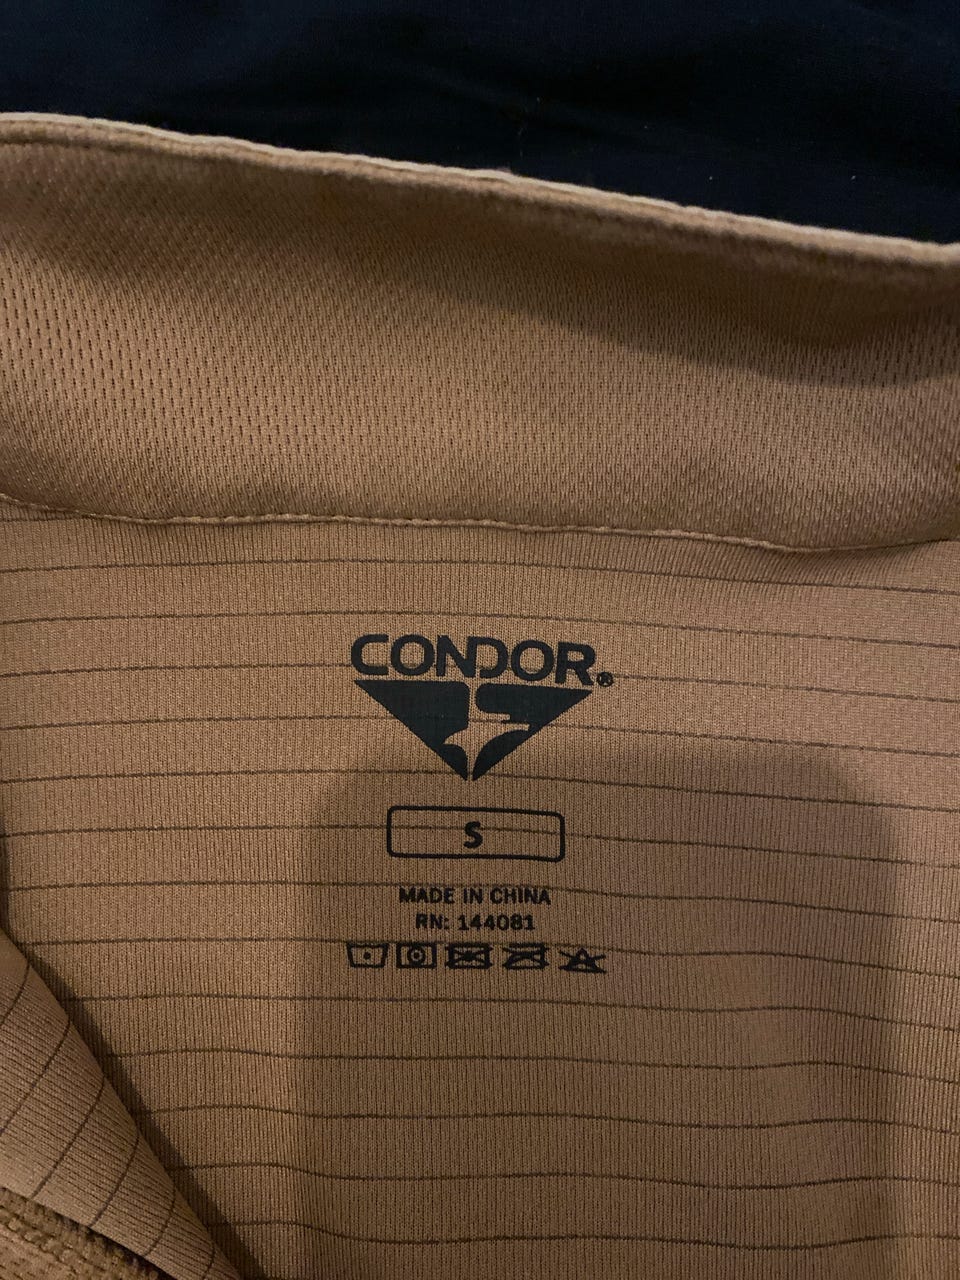 CONDOR®
S
MADE IN CHINA
RN: 144081